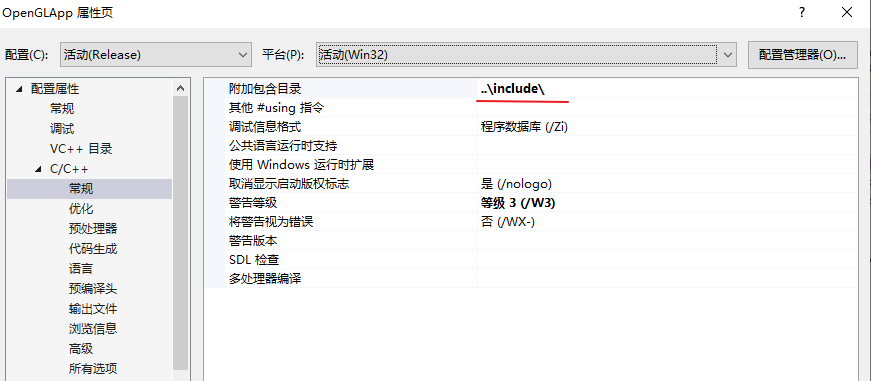 OpenGLApp 属性页 ? ×
配置(C): 活动(Release) 平台(P): 活动(Win32) 配置管理器(O)...
配置属性
常规
调试
VC++ 目录
C/C++
常规
优化
预处理器
代码生成
语言
预编译头
输出文件
浏览信息
高级
所有选项
附加包含目录 ..\include\
其他 #using 指令
调试信息格式 程序数据库 (/Zi)
公共语言运行时支持
使用 Windows 运行时扩展
取消显示启动版权标志 是 (/nologo)
警告等级 等级 3 (/W3)
将警告视为错误 否 (/WX-)
警告版本
SDL 检查
多处理器编译